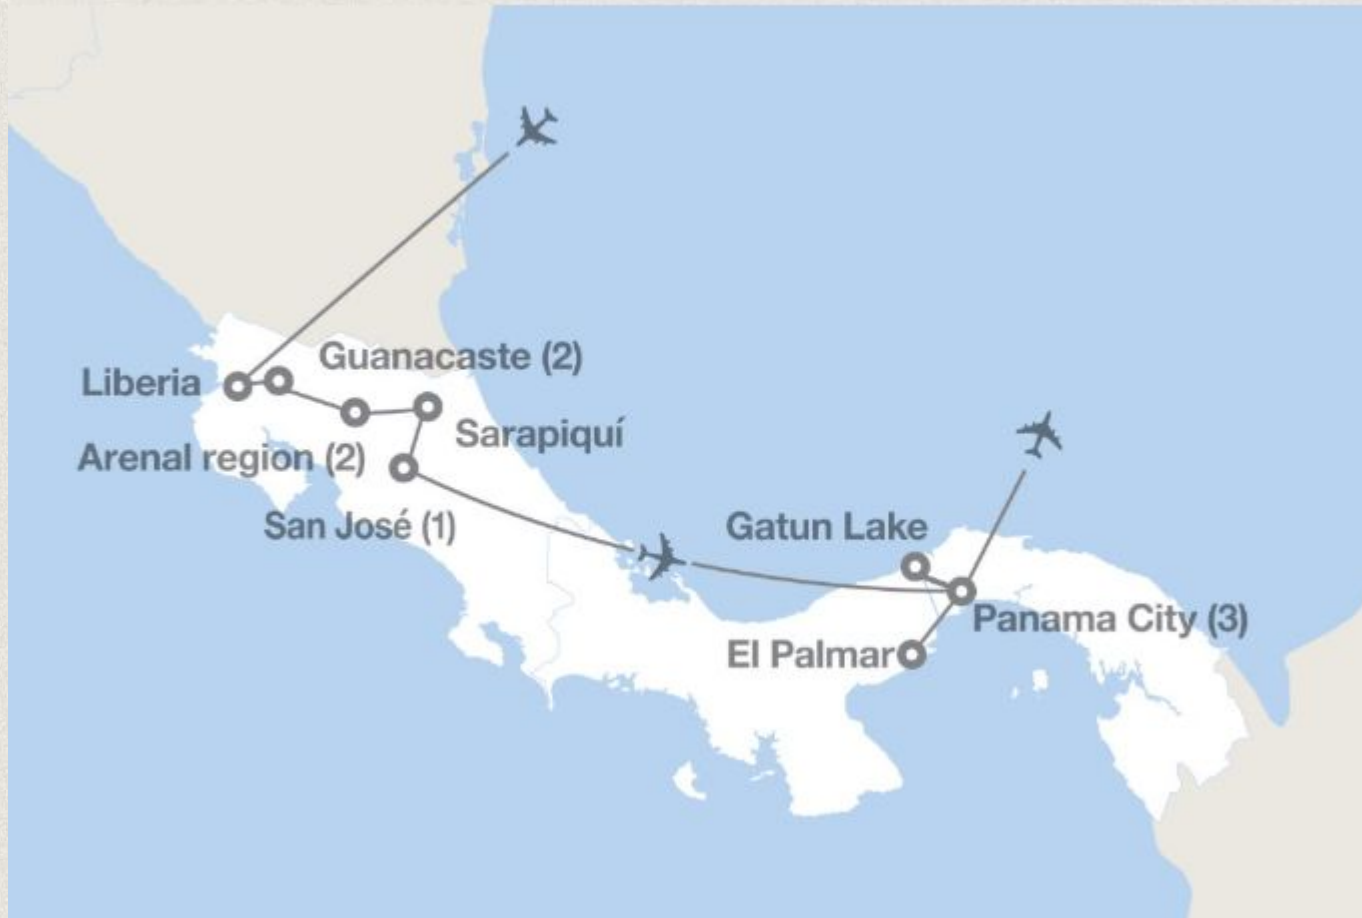 Guanacaste (2)
Liberia
Sarapiquí
Arenal region (2)
San José (1)
Gatun Lake
Panama City (3)
El Palmar